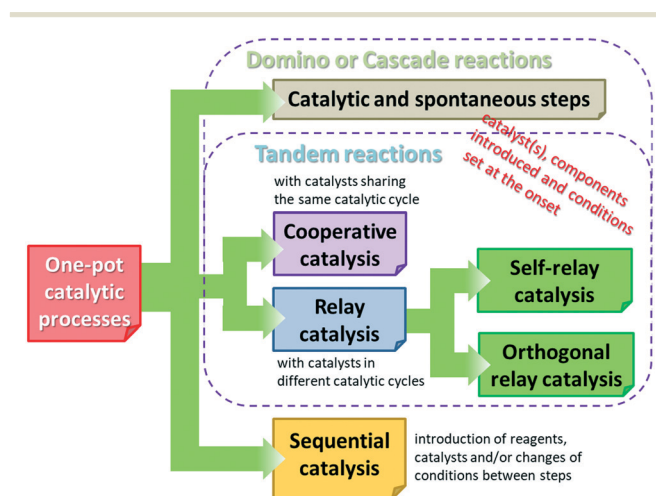 Domino or Cascade reactions
Catalytic and spontaneous steps
catalyst(s), components
introduced and conditions
set at the onset
Tandem reactions
with catalysts sharing
the same catalytic cycle
Cooperative
catalysis
One-pot
catalytic
processes
Relay
catalysis
with catalysts in
different catalytic cycles
Self-relay
catalysis
Orthogonal
relay catalysis
Sequential
catalysis
introduction of reagents,
catalysts and/or changes of
conditions between steps